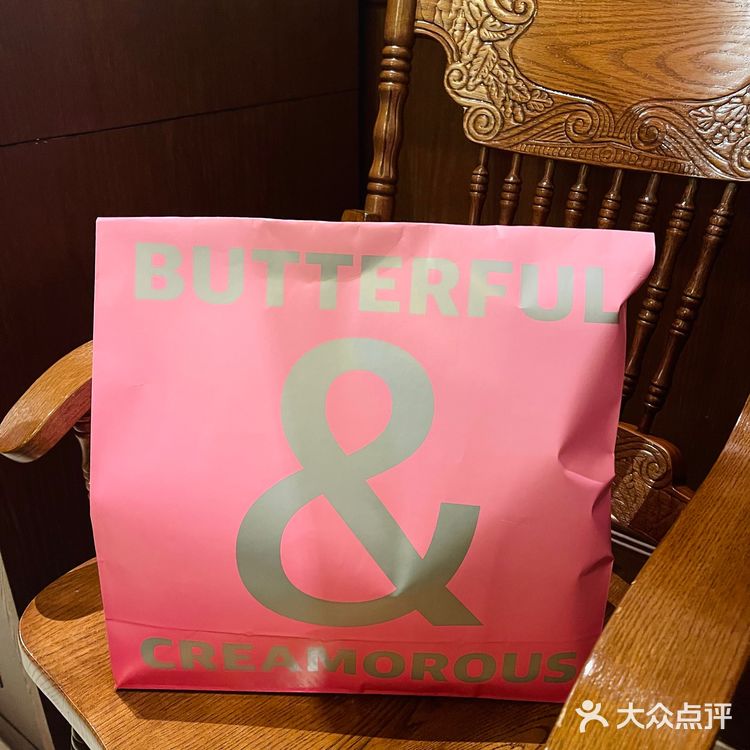 BUTTERFUL
&
CREAMOROUS
大众点评